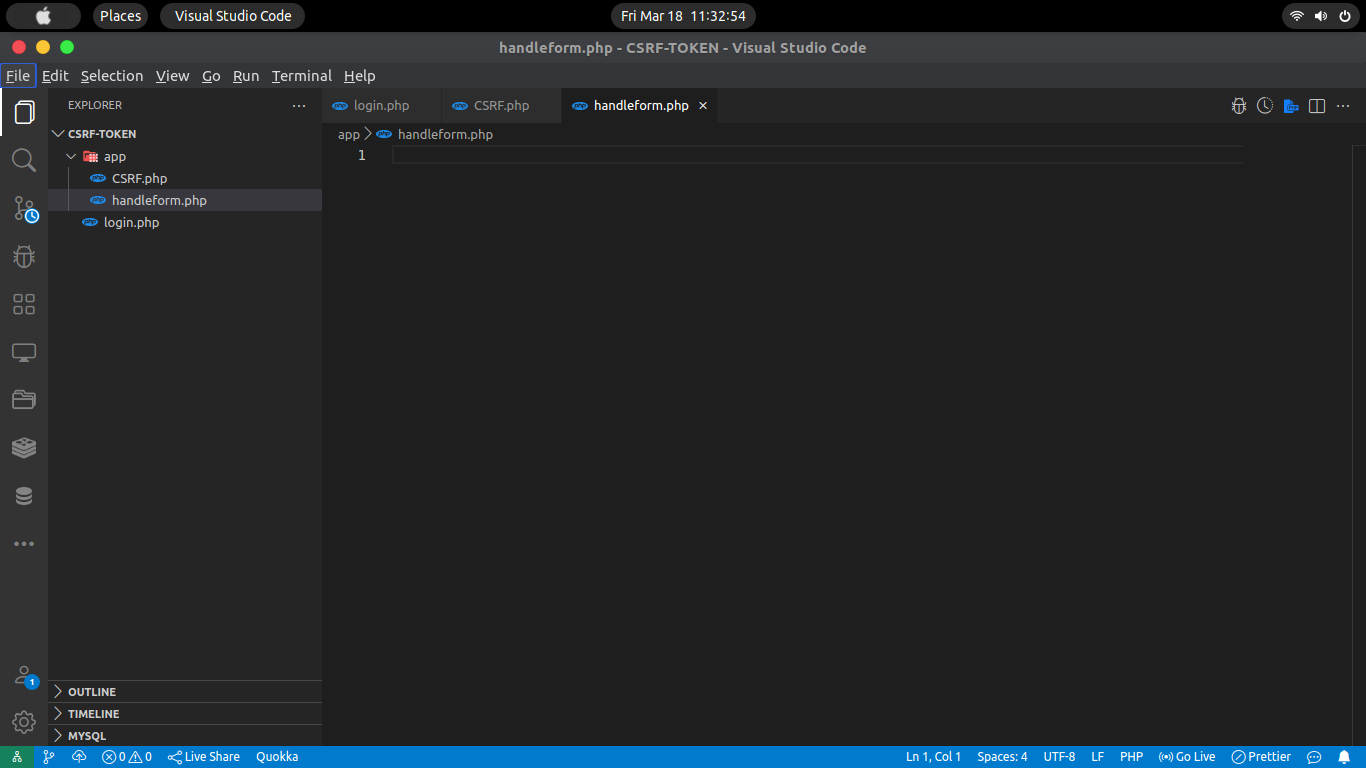 Places Visual Studio Code Fri Mar 18 11:32:54
handleform.php - CSRF-TOKEN - Visual Studio Code
File Edit Selection View Go Run Terminal Help
EXPLORER
login.php CSRF.php handleform.php
CSRF-TOKEN
app
CSRF.php
handleform.php
login.php
app handleform.php
1
1
OUTLINE
TIMELINE
MYSQL
0 0 Live Share Quokka Ln 1, Col 1 Spaces: 4 UTF-8 LF PHP Go Live Prettier